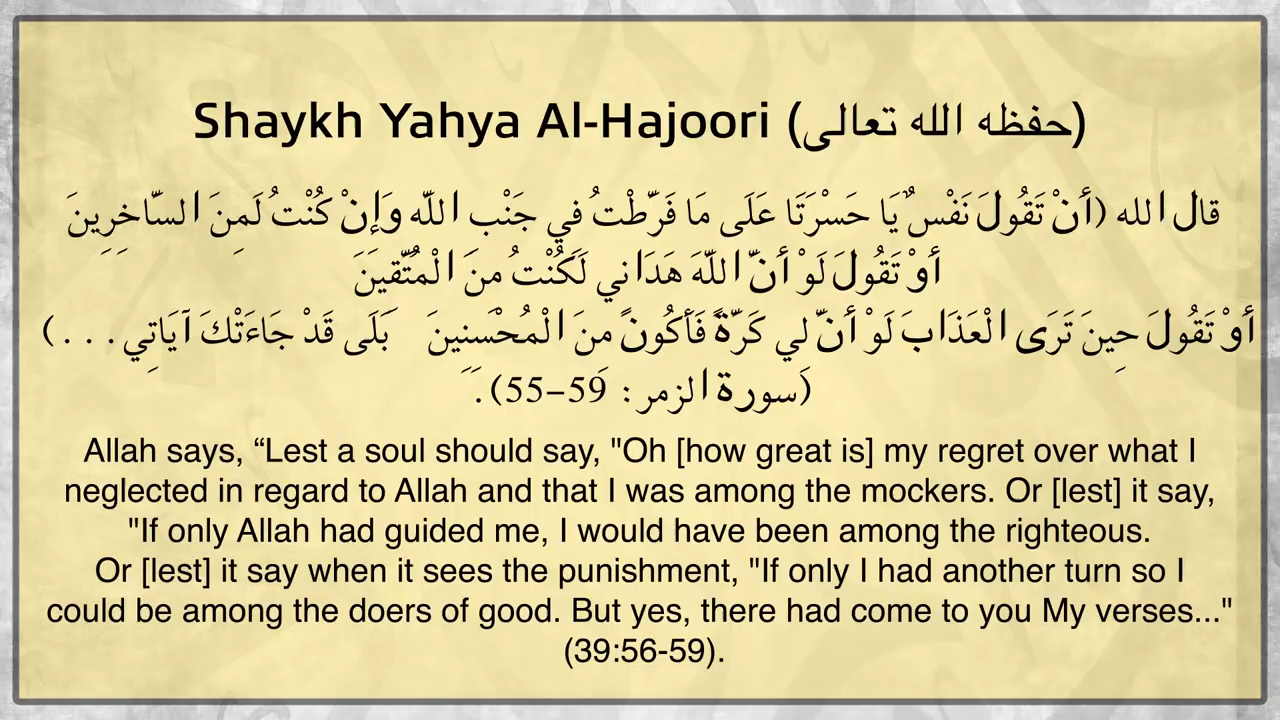 Shaykh Yahya Al-Hajoori (حفظه الله تعالى)
قال الله (أَنْ تَقُولَ نَفْسٌ يَا حَسْرَتَا عَلَى مَا فَرَّطْتُ فِي جَنْبِ اللَّهِ وَإِنْ كُنْتُ لَمِنَ السَّاخِرِينَ
أَوْ تَقُولَ لَوْ أَنَّ اللَّهَ هَدَانِي لَكُنْتُ مِنَ الْمُتَّقِينَ
أَوْ تَقُولَ حِينَ تَرَى الْعَذَابَ لَوْ أَنَّ لِي كَرَّةً فَأَكُونَ مِنَ الْمُحْسِنِينَ بَلَى قَدْ جَاءَتْكَ آيَاتِي...)
(سورة الزمر: 59-55).
Allah says, “Lest a soul should say, "Oh [how great is] my regret over what I
neglected in regard to Allah and that I was among the mockers. Or [lest] it say,
"If only Allah had guided me, I would have been among the righteous.
Or [lest] it say when it sees the punishment, "If only I had another turn so I
could be among the doers of good. But yes, there had come to you My verses..."
(39:56-59).